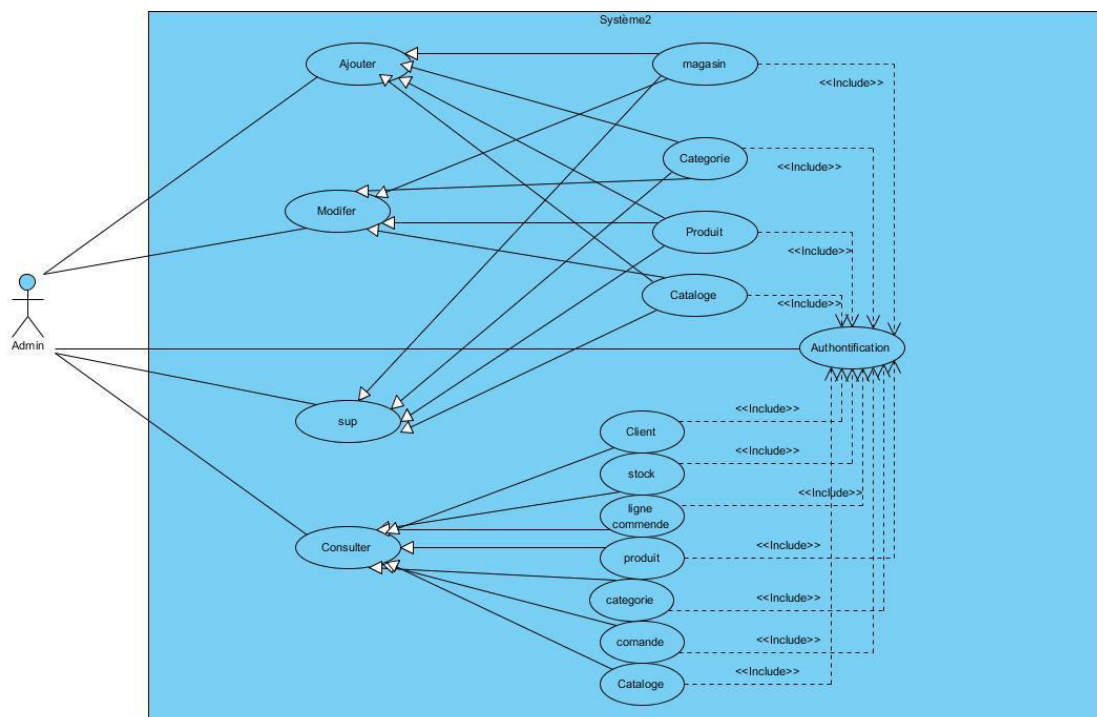 Système2
Ajouter
magasin
<<Include>>
Categorie
<<Include>>
Modifer
Produit
<<Include>>
Cataloge
<<Include>>
Admin
Authontification
sup
Client
<<Include>>
stock
<<Include>>
ligne
commende
<<Include>>
Consulter
produit
<<Include>>
categorie
<<Include>>
comande
<<Include>>
Cataloge
<<Include>>